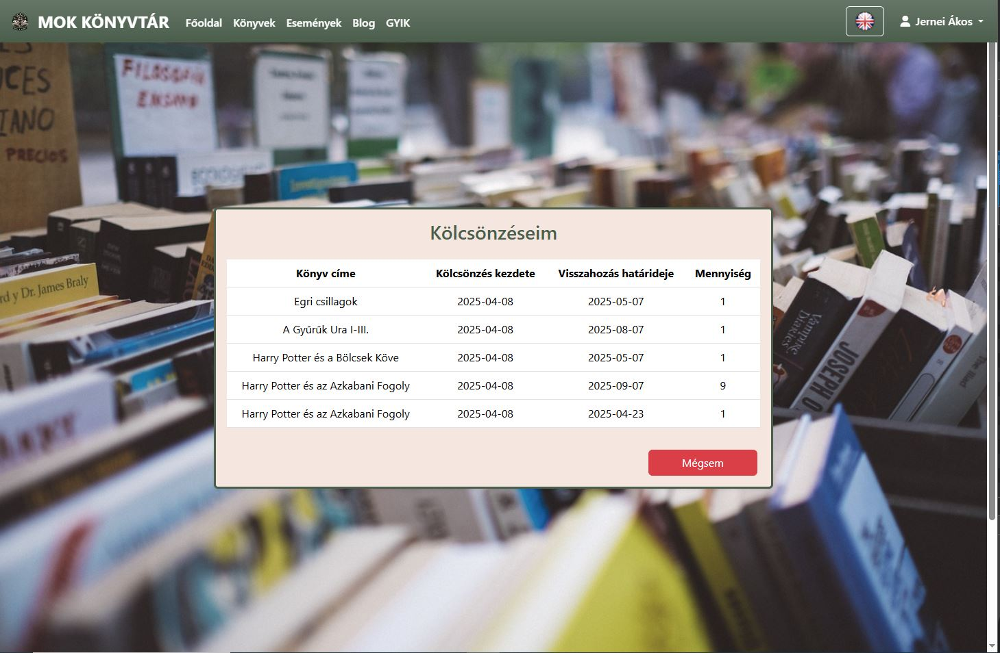 MOK KÖNYVTÁR Főoldal Könyvek Események Blog GYIK Jernei Ákos
UCES
IANO
PRECIOS
FILOSOFIA
ENSAYO
rd y Dr. James Braly
Kölcsönzéseim
Könyv címe Kölcsönzés kezdete Visszahozás határideje Mennyiség
Egri csillagok 2025-04-08 2025-05-07 1
A Gyűrűk Ura I-III. 2025-04-08 2025-08-07 1
Harry Potter és a Bölcsek Köve 2025-04-08 2025-05-07 1
Harry Potter és az Azkabani Fogoly 2025-04-08 2025-09-07 9
Harry Potter és az Azkabani Fogoly 2025-04-08 2025-04-23 1
Mégsem
Vampire
Diaries
JOSEPH O
The Iliad